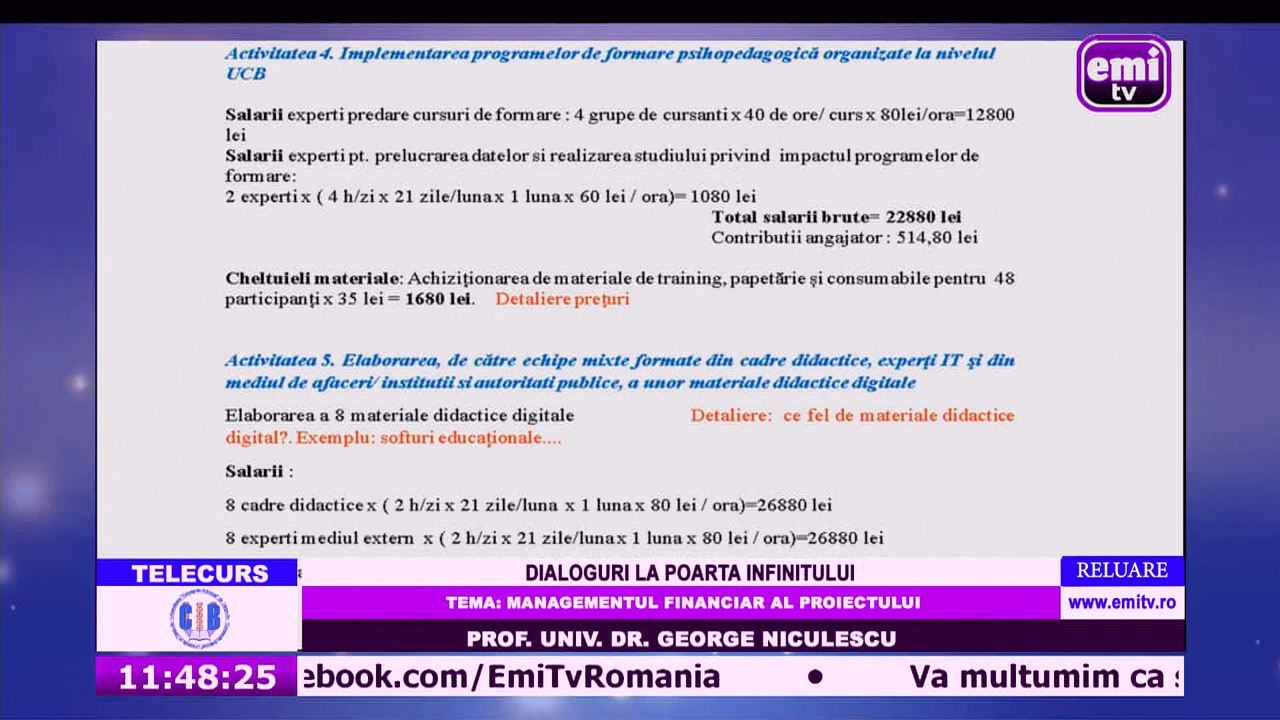 Activitatea 4. Implementarea programelor de formare psihopedagogică organizate la nivelul
UCB
emi
tv
Salarii experti predare cursuri de formare : 4 grupe de cursanti x 40 de ore/ curs x 80lei/ora=12800
lei
Salarii experti pt. prelucrarea datelor si realizarea studiului privind impactul programelor de
formare:
2 experti x ( 4 h/zi x 21 zile/luna x 1 luna x 60 lei / ora)= 1080 lei
Total salarii brute= 22880 lei
Contributii angajator : 514,80 lei
Cheltuieli materiale: Achiziționarea de materiale de training, papetărie și consumabile pentru 48
participanți x 35 lei = 1680 lei. Detaliere prețuri
Activitatea 5. Elaborarea, de către echipe mixte formate din cadre didactice, experți IT și din
mediul de afaceri/ institutii si autoritati publice, a unor materiale didactice digitale
Elaborarea a 8 materiale didactice digitale Detaliere: ce fel de materiale didactice
digital?. Exemplu: softuri educaționale....
Salarii :
8 cadre didactice x ( 2 h/zi x 21 zile/luna x 1 luna x 80 lei / ora)=26880 lei
8 experti mediul extern x ( 2 h/zi x 21 zile/luna x 1 luna x 80 lei / ora)=26880 lei
TELECURS
DIALOGURI LA POARTA INFINITULUI
RELUARE
CB
TEMA: MANAGEMENTUL FINANCIAR AL PROIECTULUI
www.emitv.ro
PROF. UNIV. DR. GEORGE NICULESCU
11:48:25
ebook.com/EmiTvRomania • Va multumim ca